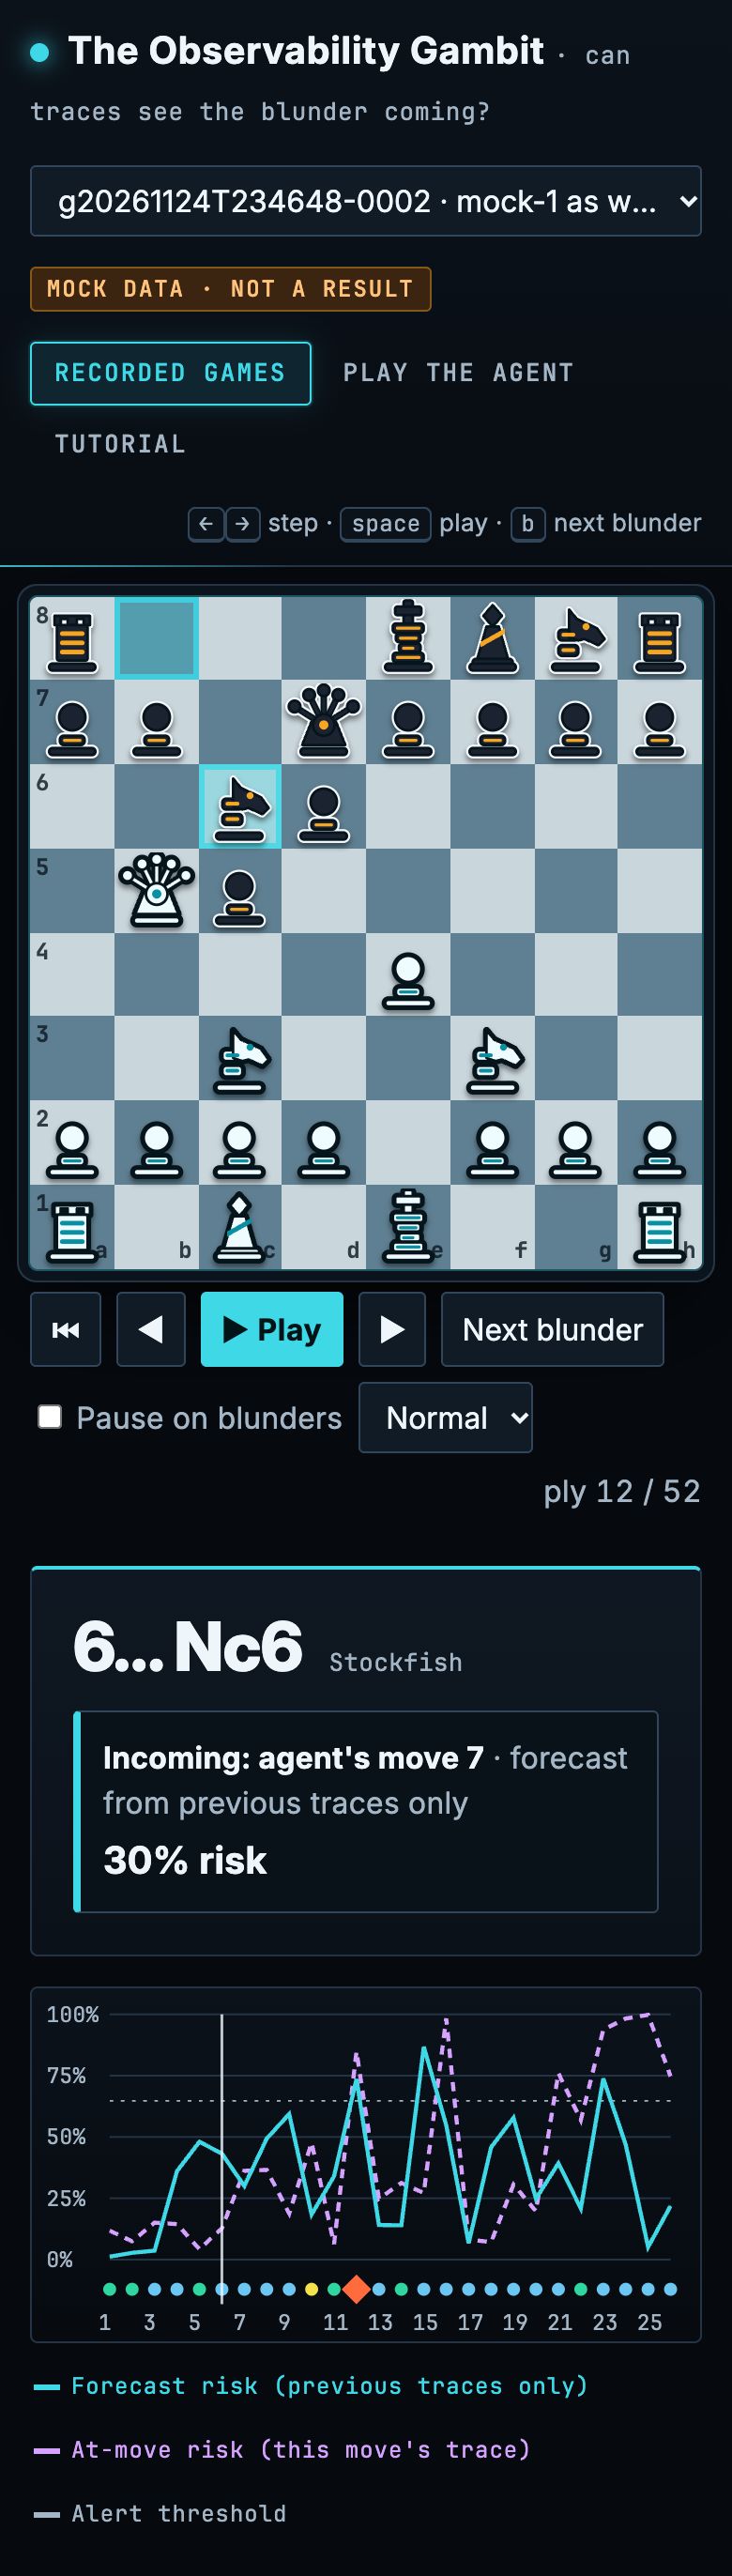 The Observability Gambit · can
traces see the blunder coming?
g20261124T234648-0002 · mock-1 as w...
MOCK DATA · NOT A RESULT
RECORDED GAMES PLAY THE AGENT
TUTORIAL
← → step · space play · b next blunder
8
7
6
5
4
3
2
1
a b c d e f g h
⏮ ◀ ▶ Play ▶ Next blunder
Pause on blunders Normal
ply 12 / 52
6... Nc6 Stockfish
Incoming: agent's move 7 · forecast
from previous traces only
30% risk
100%
75%
50%
25%
0%
1 3 5 7 9 11 13 15 17 19 21 23 25
Forecast risk (previous traces only)
At-move risk (this move's trace)
Alert threshold